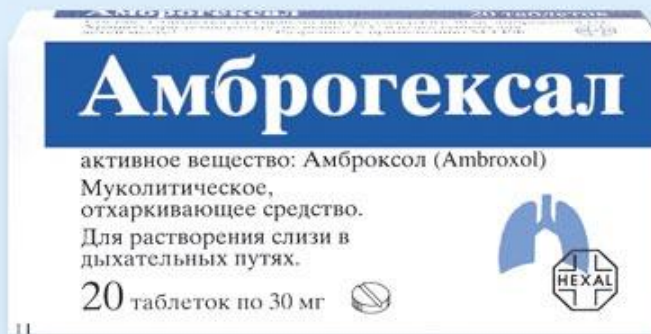 Амброгексал
20 таблеток
Амброгексал
активное вещество: Амброксол (Ambroxol)
Муколитическое,
отхаркивающее средство.
Для растворения слизи в
дыхательных путях.
20 таблеток по 30 мг
HEXAL